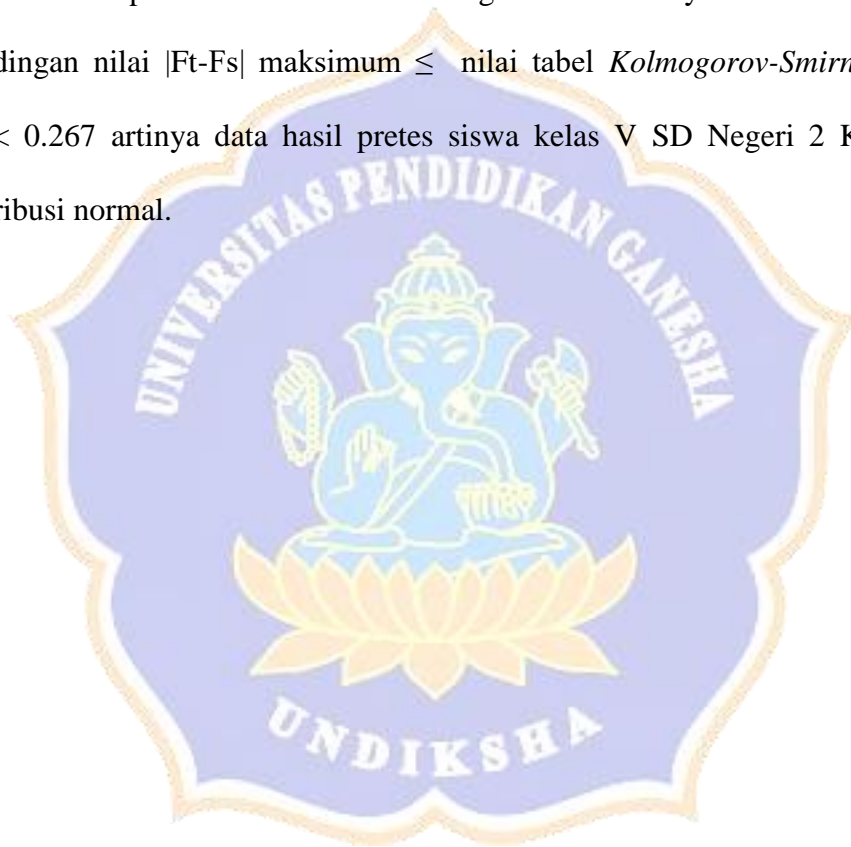 dingan nilai |Ft-Fs| maksimum ≤ nilai tabel Kolmogorov-Smirn
< 0.267 artinya data hasil pretes siswa kelas V SD Negeri 2 K
ribusi normal.
UNIVERSITAS PENDIDIKAN GANESHA
UNDIKSHA